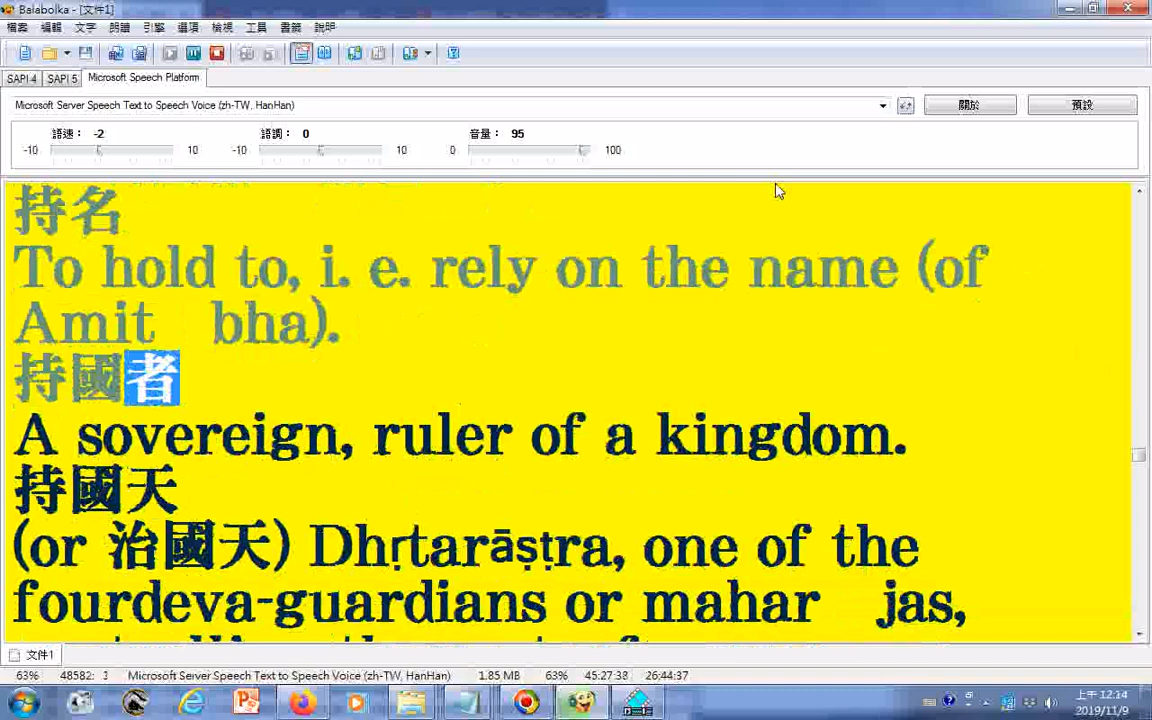 Balabolka - [文件1]
檔案 編輯 文字 朗讀 引擎 選項 檢視 工具 書籤 說明
SAPI 4 SAPI 5 Microsoft Speech Platform
Microsoft Server Speech Text to Speech Voice (zh-TW, HanHan) 關於 預設
語速： -2 語調： 0 音量： 95
-10 10 -10 10 0 100
持名
To hold to, i. e. rely on the name (of
Amit bha).
持國者
A sovereign, ruler of a kingdom.
持國天
(or 治國天) Dhṛtarāṣṭra, one of the
fourdeva-guardians or mahar jas,
文件1
63% 48582: 3 Microsoft Server Speech Text to Speech Voice (zh-TW, HanHan) 1.85 MB 63% 45:27:38 26:44:37
上午 12:14
2019/11/9